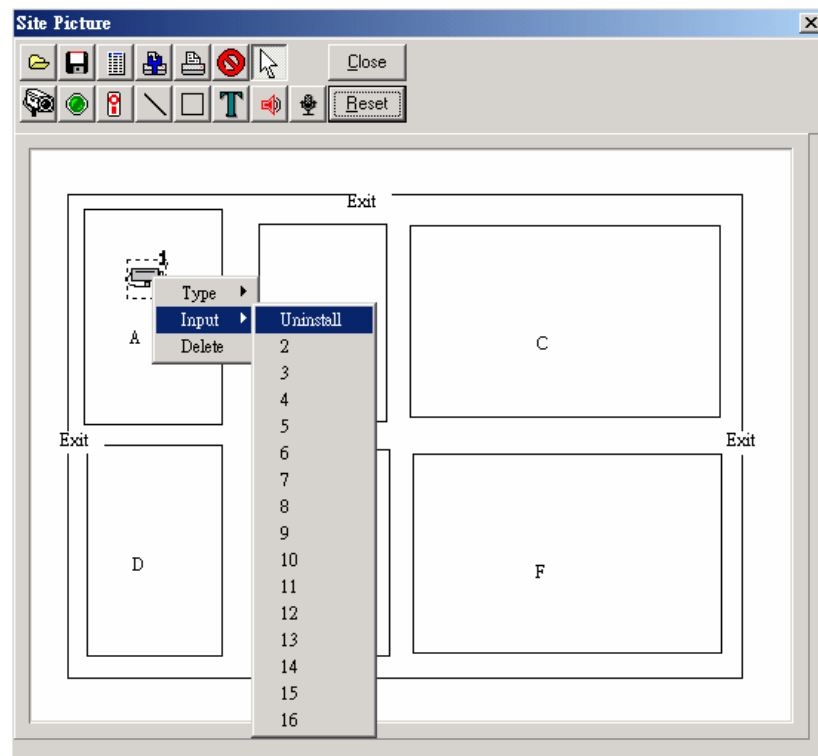 Site Picture
Close
T Reset
Exit
1
Type
Input Uninstall
A Delete 2
C
3
4
5
Exit Exit
6
7
8
9
D 10
F
11
12
13
14
15
16